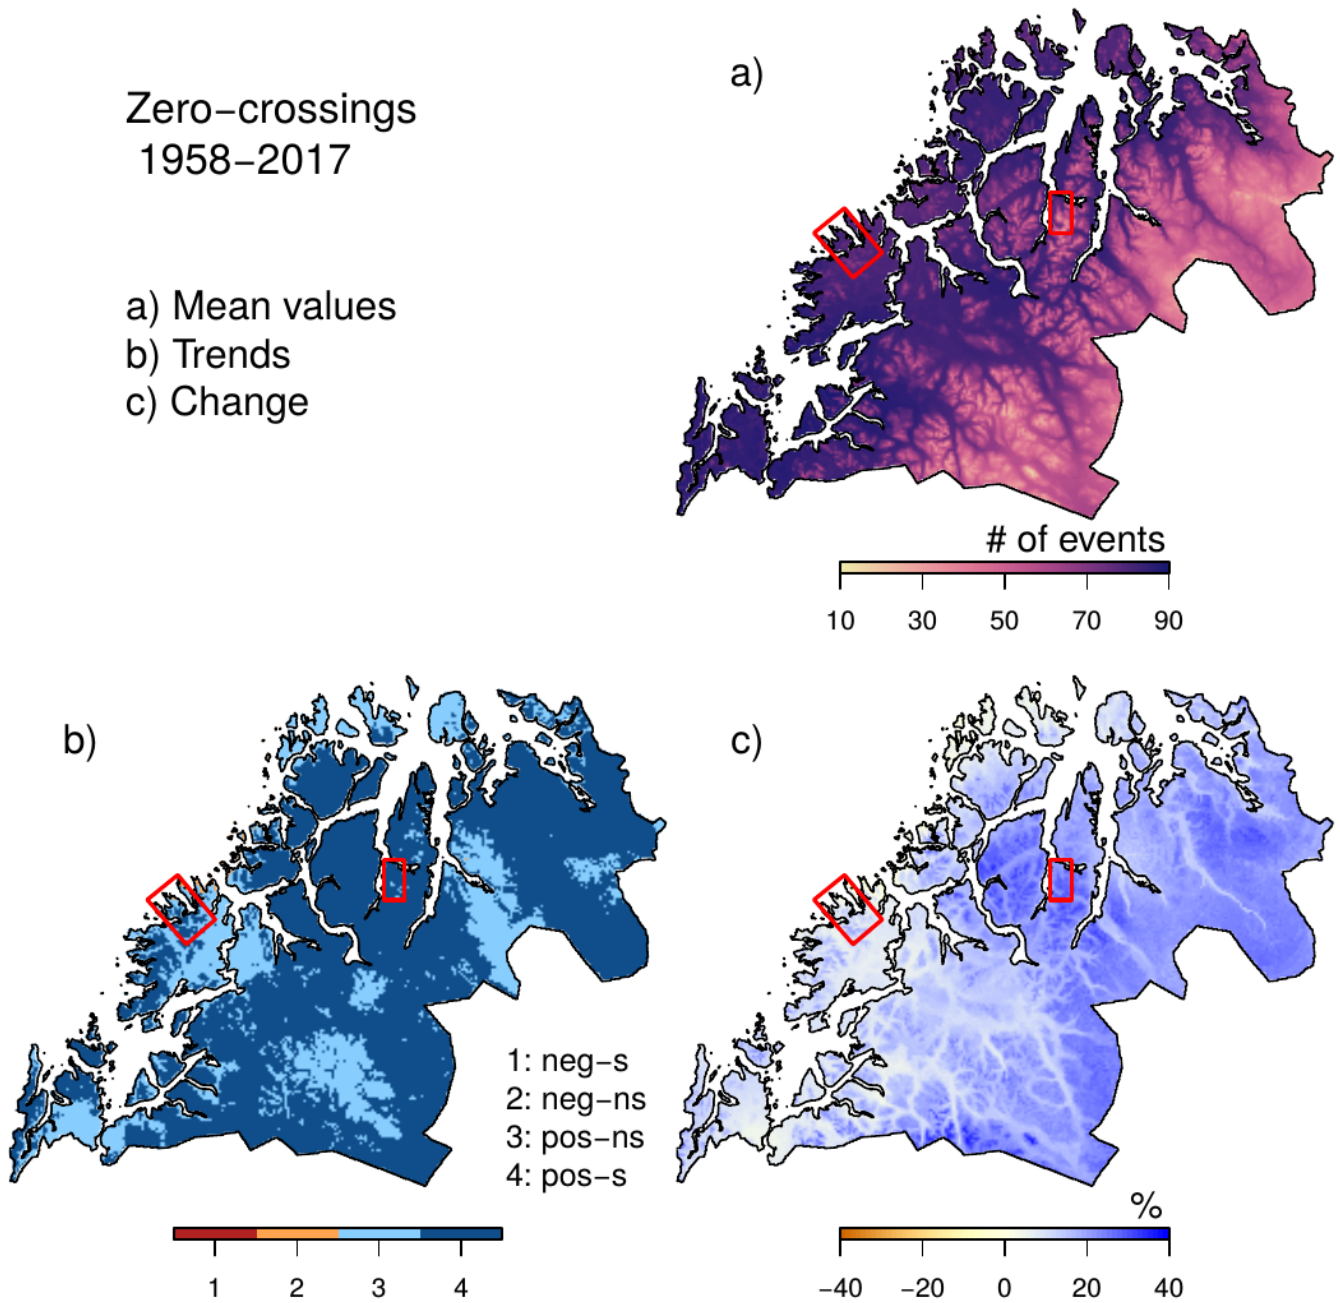 Zero−crossings
1958−2017
a) Mean values
b) Trends
c) Change
a)
# of events
10 30 50 70 90
b)
1: neg−s
2: neg−ns
3: pos−ns
4: pos−s
1 2 3 4
c)
%
−40 −20 0 20 40